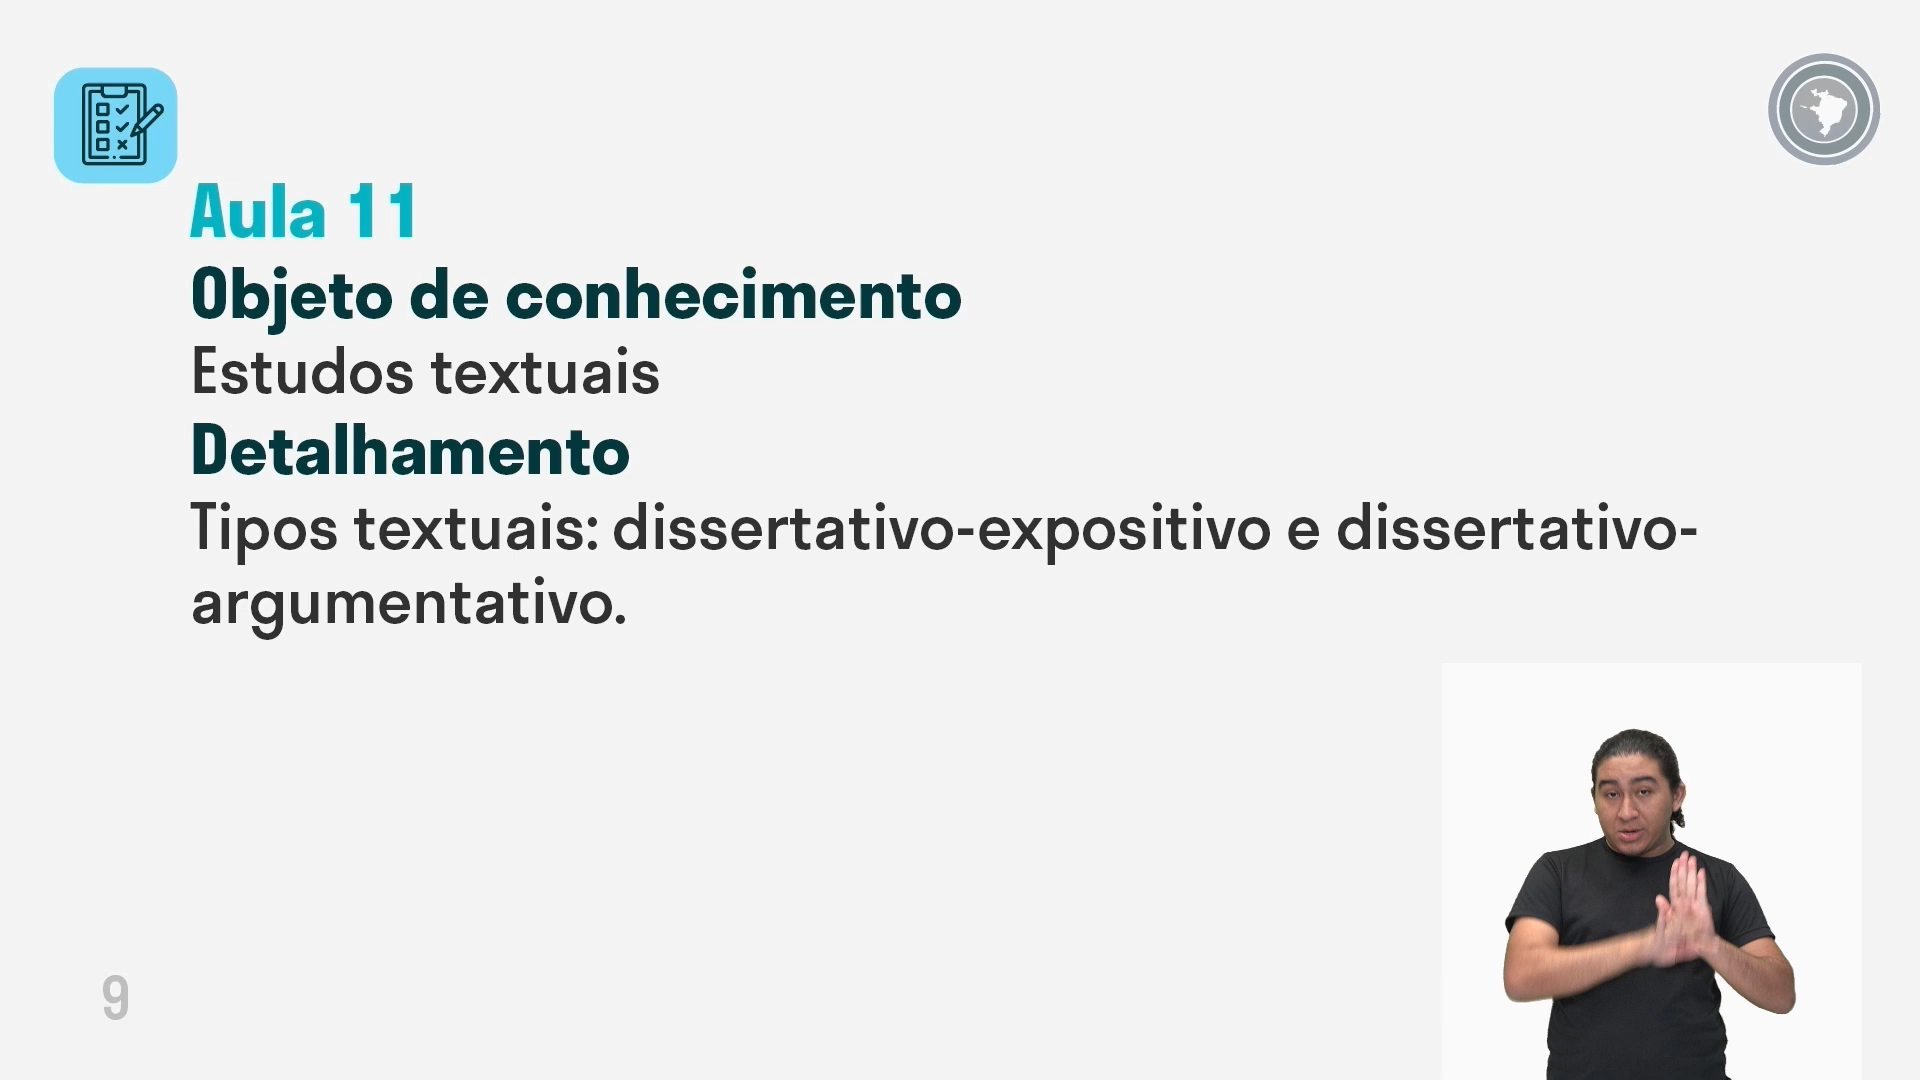 Aula 11
Objeto de conhecimento
Estudos textuais
Detalhamento
Tipos textuais: dissertativo-expositivo e dissertativo-
argumentativo.
9